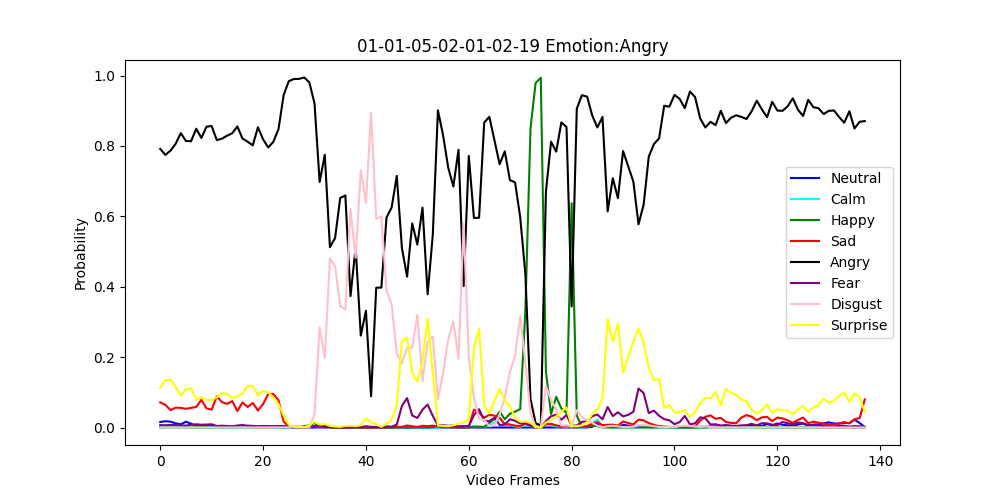 01-01-05-02-01-02-19 Emotion:Angry
1.0
0.8
0.6
0.4
0.2
0.0
Probability
0 20 40 60 80 100 120 140
Video Frames
Neutral
Calm
Happy
Sad
Angry
Fear
Disgust
Surprise